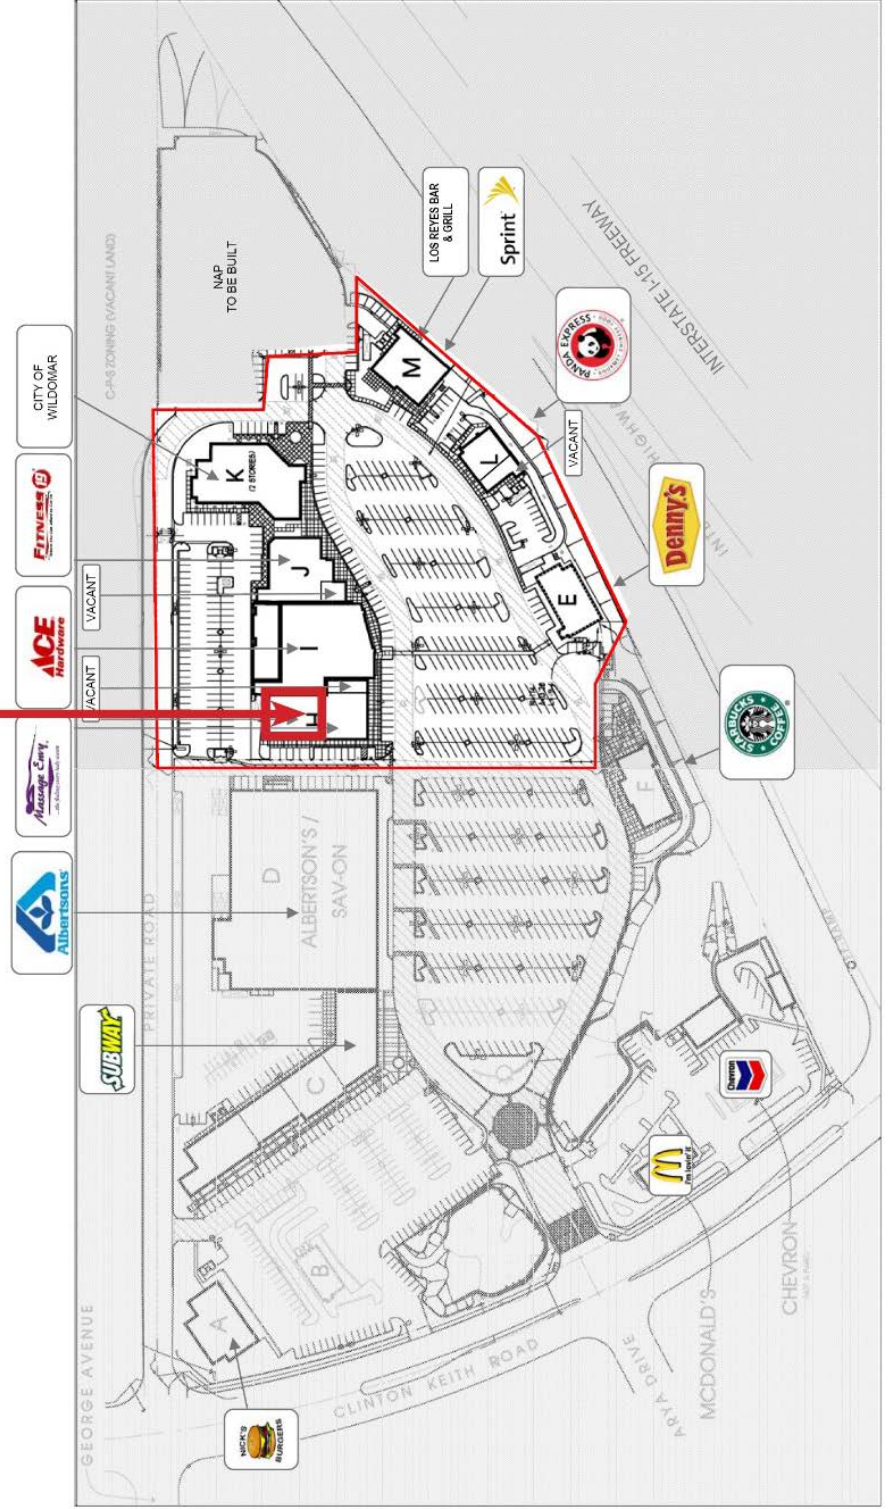 NICK'S
BURGERS
SUBWAY
Albertsons
Massage Envy
VACANT
ACE
Hardware
VACANT
FITNESS 19
CITY OF
WILDOMAR
GEORGE AVENUE
PRIVATE ROAD
C-P-S ZONING (VACANT LAND)
A
B
C
D
ALBERTSON'S /
SAV-ON
H
I
J
K
(2 STORIES)
NAP
TO BE BUILT
M
L
E
F
LOS REYES BAR
& GRILL
Sprint
PANDA EXPRESS
VACANT
Denny's
STARBUCKS
COFFEE
Chevron
i'm lovin' it
CLINTON KEITH ROAD
ARYA DRIVE
MCDONALD'S
CHEVRON
INTERSTATE I-15 FREEWAY